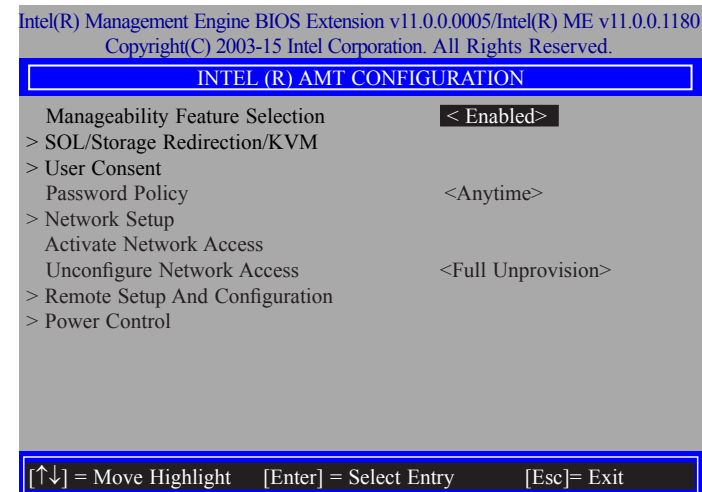 Intel(R) Management Engine BIOS Extension v11.0.0.0005/Intel(R) ME v11.0.0.1180
Copyright(C) 2003-15 Intel Corporation. All Rights Reserved.
INTEL (R) AMT CONFIGURATION
Manageability Feature Selection < Enabled>
> SOL/Storage Redirection/KVM
> User Consent
Password Policy <Anytime>
> Network Setup
Activate Network Access
Unconfigure Network Access <Full Unprovision>
> Remote Setup And Configuration
> Power Control
[↑↓] = Move Highlight [Enter] = Select Entry [Esc]= Exit